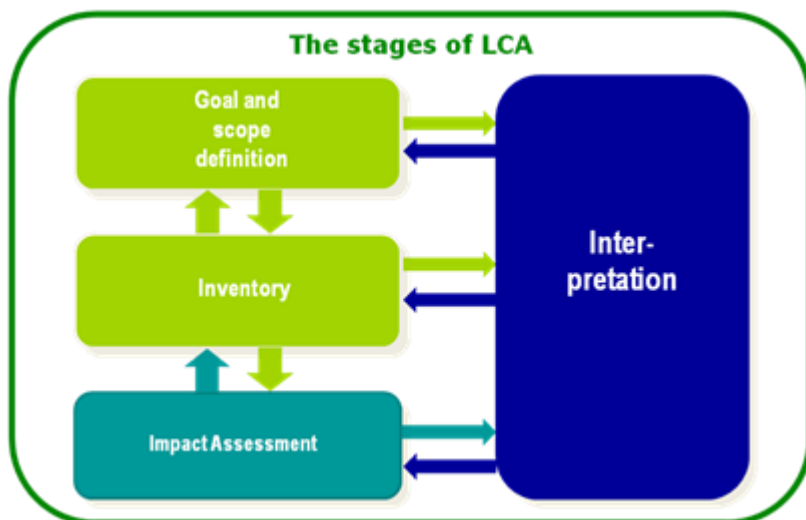 The stages of LCA
Goal and
scope
definition
Inventory
Impact Assessment
Inter-
pretation